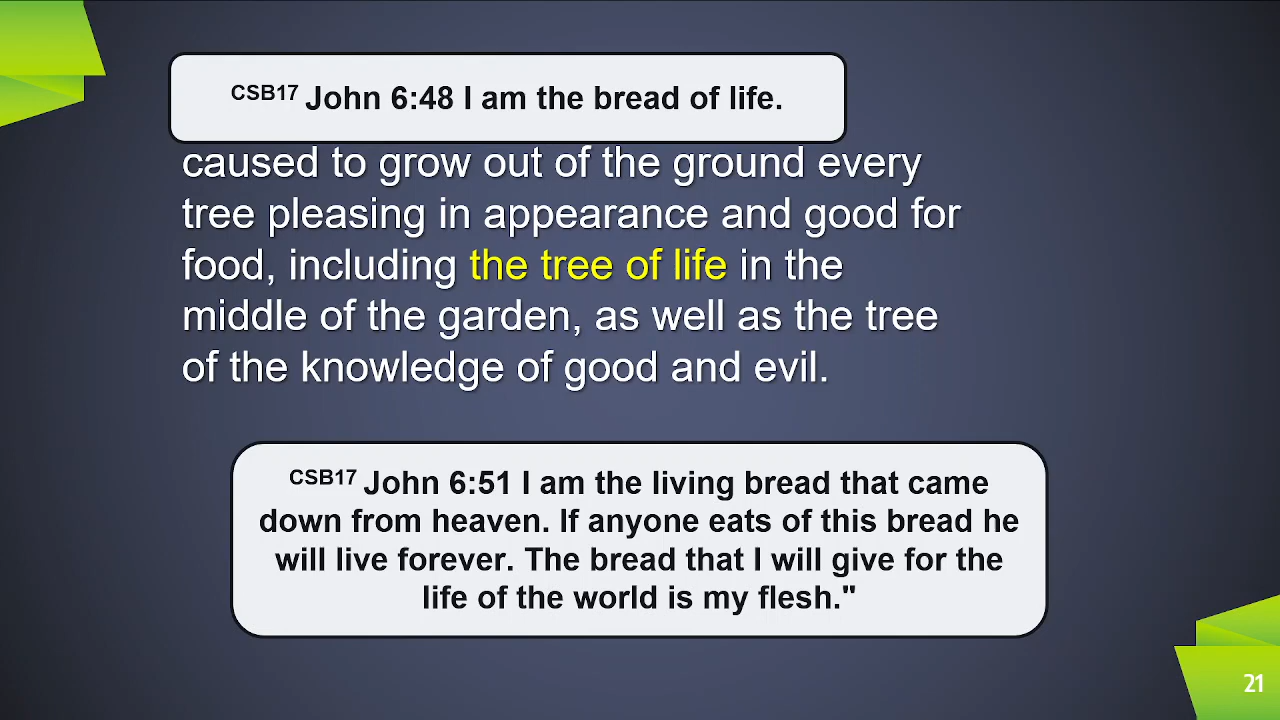 CSB17 John 6:48 I am the bread of life.
caused to grow out of the ground every
tree pleasing in appearance and good for
food, including the tree of life in the
middle of the garden, as well as the tree
of the knowledge of good and evil.
CSB17 John 6:51 I am the living bread that came
down from heaven. If anyone eats of this bread he
will live forever. The bread that I will give for the
life of the world is my flesh."
21